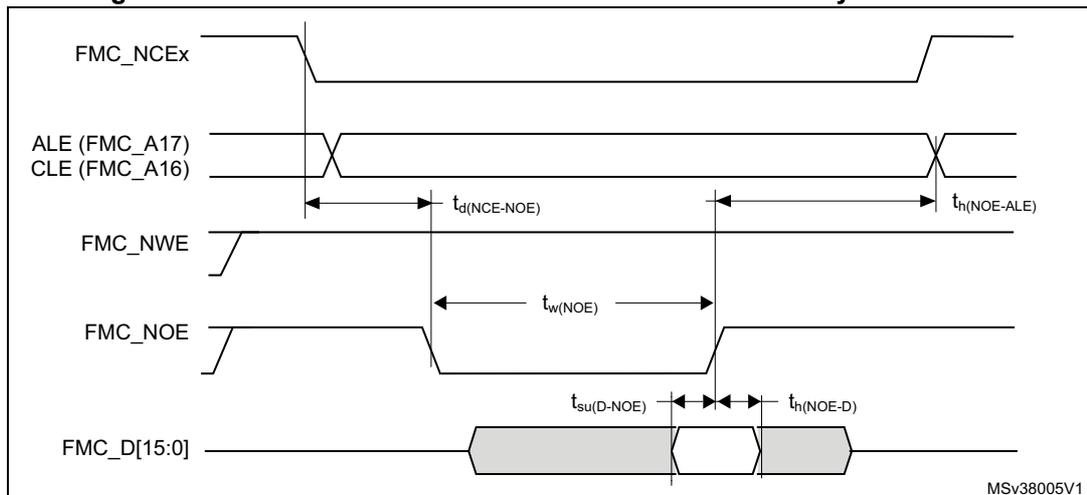 FMC_NCEx
ALE (FMC_A17)
CLE (FMC_A16)
td(NCE-NOE)
th(NOE-ALE)
FMC_NWE
tw(NOE)
FMC_NOE
tsu(D-NOE)
th(NOE-D)
FMC_D[15:0]
MSv38005V1